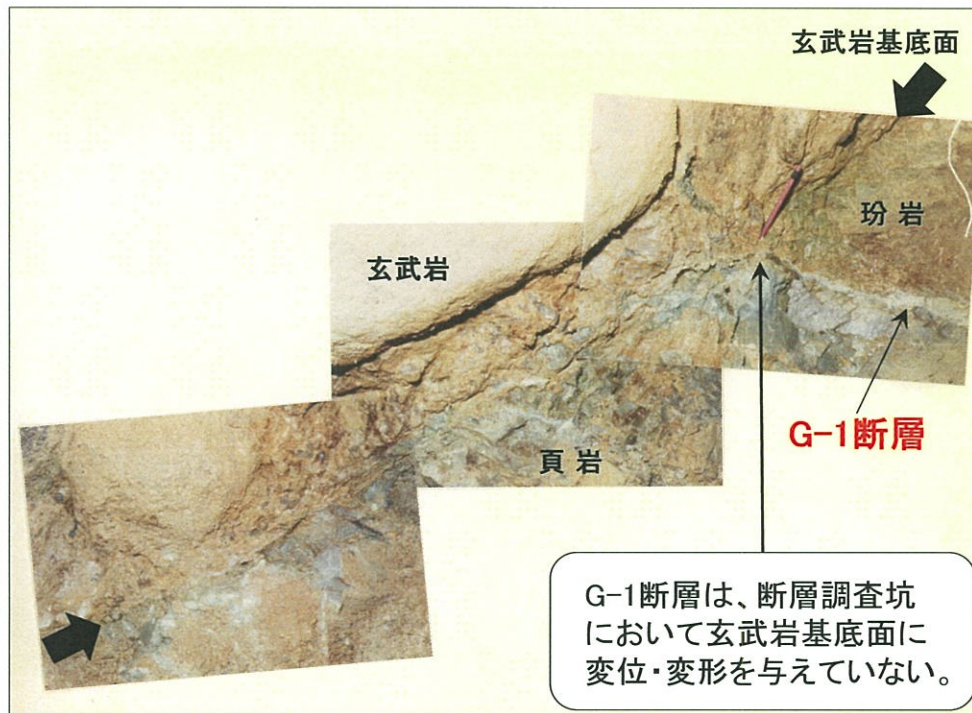 玄武岩基底面
玢 岩
玄武岩
G-1断層
頁 岩
G-1断層は、断層調査坑
において玄武岩基底面に
変位・変形を与えていない。